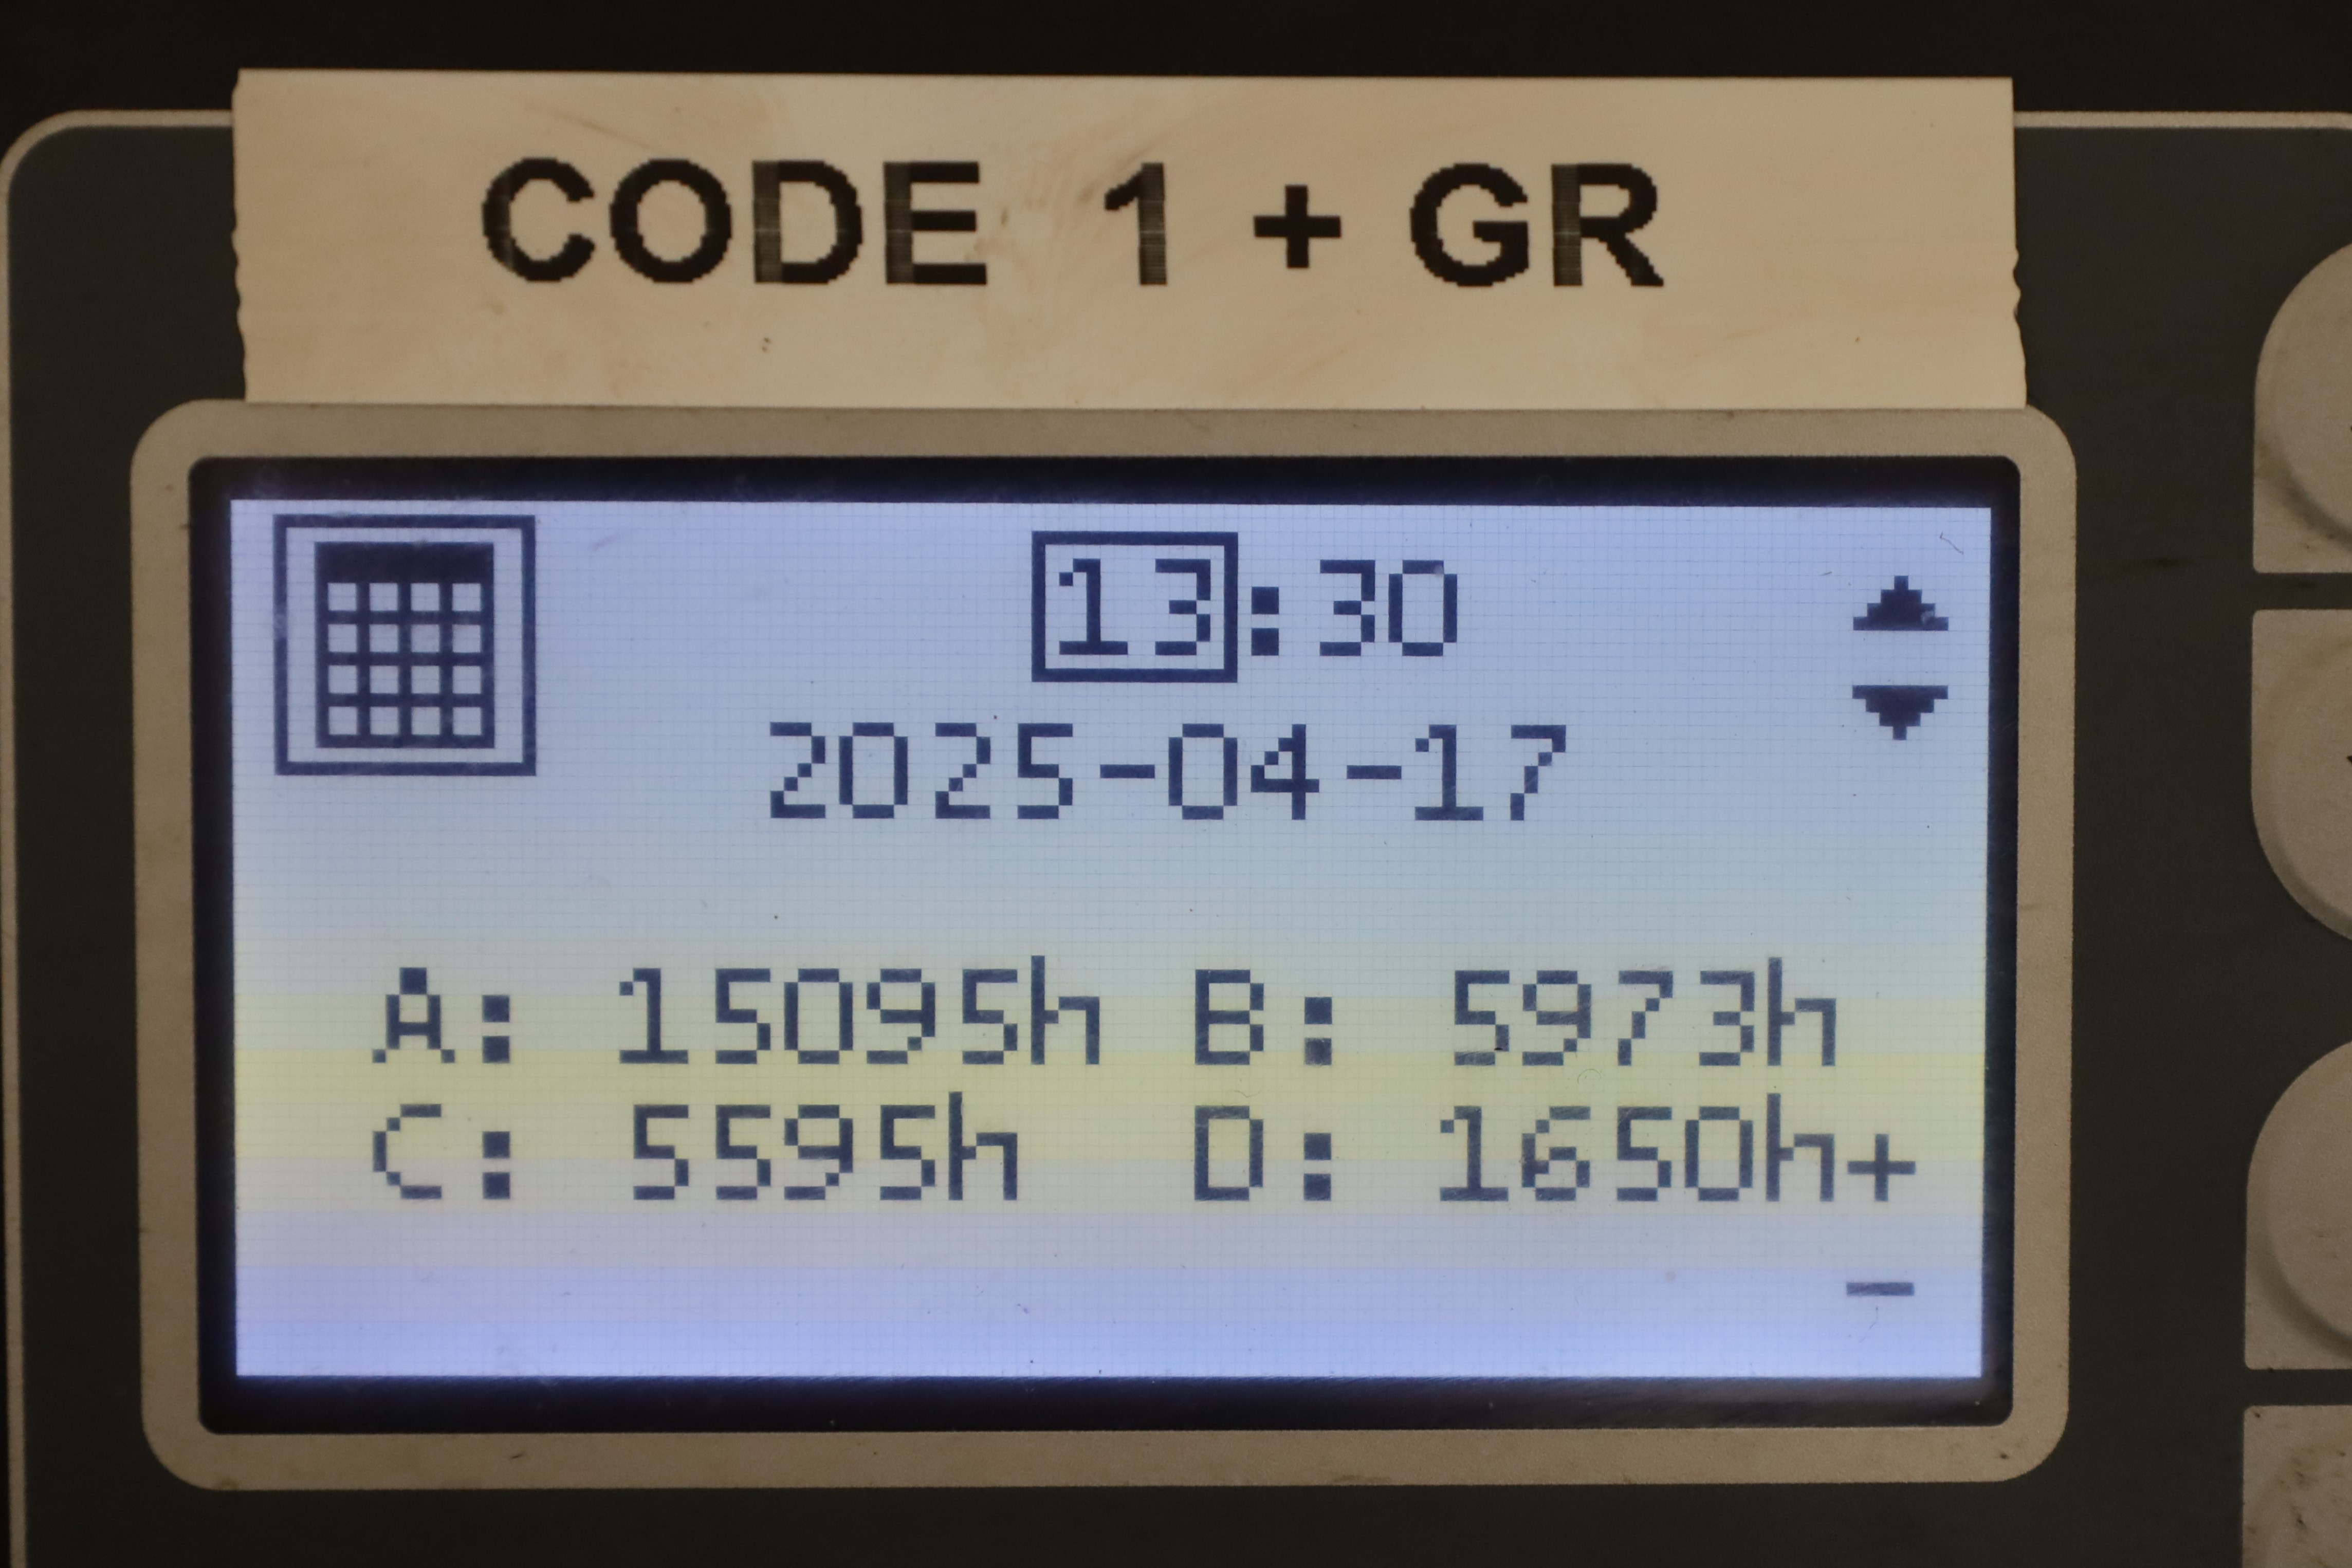 CODE 1 + GR
13:30
2025-04-17
A: 15095h B: 5973h
C: 5595h D: 1650h+
-